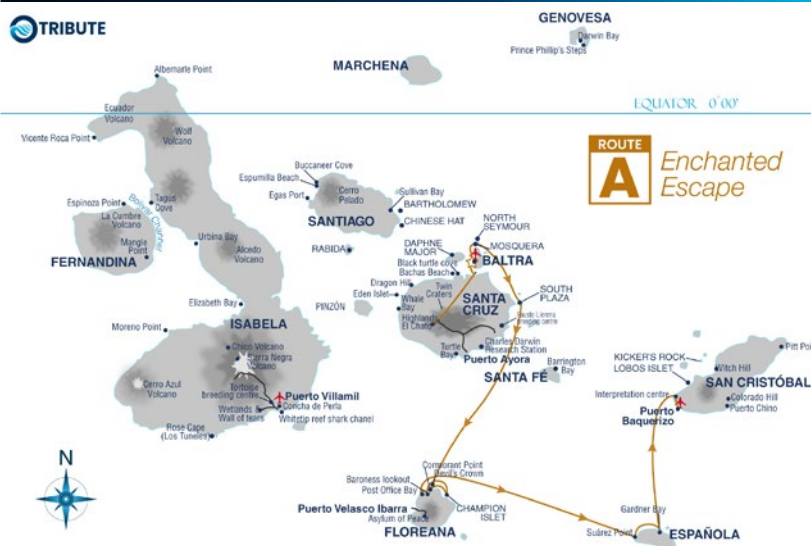 TRIBUTE
GENOVESA
Darwin Bay
Prince Phillip's Steps
MARCHENA
Albemarle Point
EQUATOR 0°00'
Ecuador
Volcano
Wolf
Volcano
Vicente Roca Point
ROUTE
A
Enchanted
Escape
Buccaneer Cove
Espumilla Beach
Egas Port
Cerro
Pelado
Sullivan Bay
BARTHOLOMEW
CHINESE HAT
SANTIAGO
Espinoza Point
Tagus
Cove
Bolivar Channel
La Cumbre
Volcano
Mangle
Point
FERNANDINA
Urbina Bay
Alcedo
Volcano
RABIDA
NORTH
SEYMOUR
MOSQUERA
DAPHNE
MAJOR
BALTRA
Black turtle cove
Bachas Beach
Dragon Hill
Eden Islet
Whale
Bay
Twin
Craters
SANTA
CRUZ
SOUTH
PLAZA
Highlands
El Chato
Charles Darwin
Research Station
Turtle
Bay
Puerto Ayora
PINZÓN
Elizabeth Bay
ISABELA
Moreno Point
Chico Volcano
Sierra Negra
Volcano
Cerro Azul
Volcano
Tortoise
breeding centre
Puerto Villamil
Concha de Perla
Wetlands &
Wall of tears
Whitetip reef shark chanel
Rose Cape
(Los Tuneles)
SANTA FÉ
Barrington
Bay
KICKER'S ROCK
LOBOS ISLET
Pitt Poi
Witch Hill
SAN CRISTÓBAL
Interpretation centre
Colorado Hill
Puerto Chino
Puerto
Baquerizo
N
Cormorant Point
Devil's Crown
Baroness lookout
Post Office Bay
CHAMPION
ISLET
Puerto Velasco Ibarra
Asylum of Peace
FLOREANA
Gardner Bay
Suárez Point
ESPAÑOLA